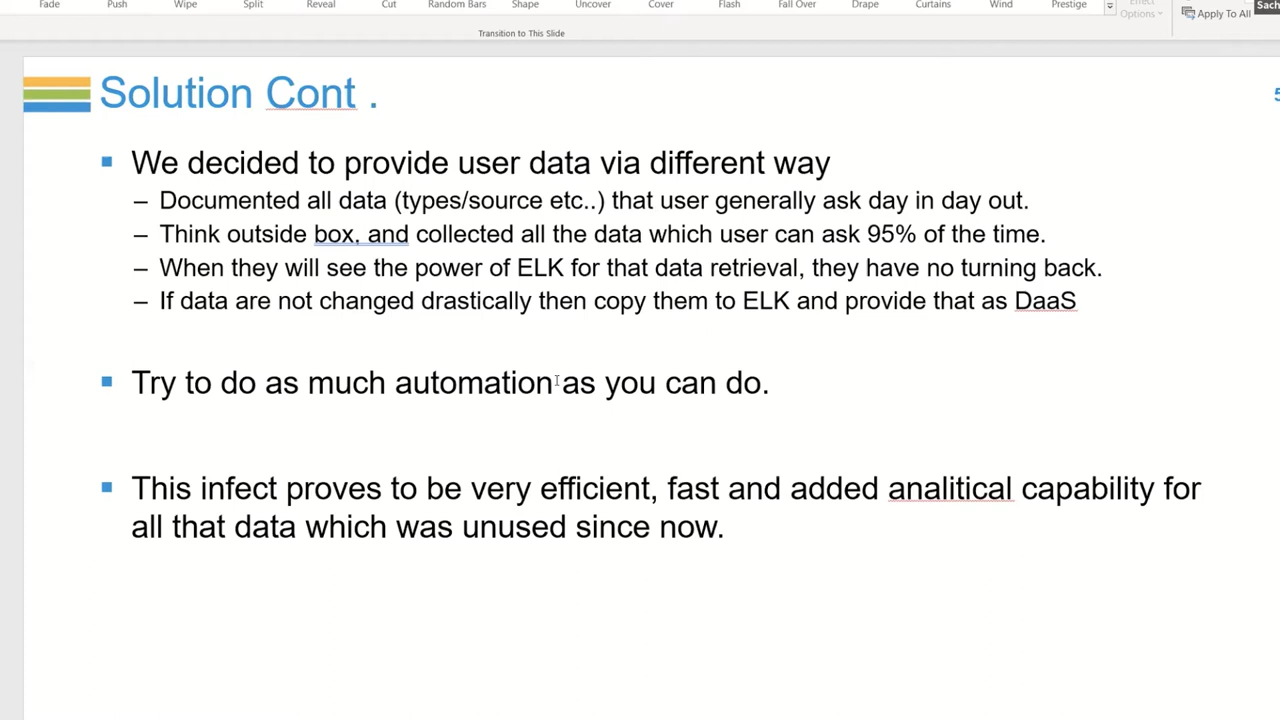 Fade Push Wipe Split Reveal Cut Random Bars Shape Uncover Cover Flash Fall Over Drape Curtains Wind Prestige
Effect
Options
Apply To All
Sach
Transition to This Slide
Solution Cont .
5
We decided to provide user data via different way
– Documented all data (types/source etc..) that user generally ask day in day out.
– Think outside box, and collected all the data which user can ask 95% of the time.
– When they will see the power of ELK for that data retrieval, they have no turning back.
– If data are not changed drastically then copy them to ELK and provide that as DaaS
Try to do as much automation as you can do.
This infect proves to be very efficient, fast and added analitical capability for
all that data which was unused since now.